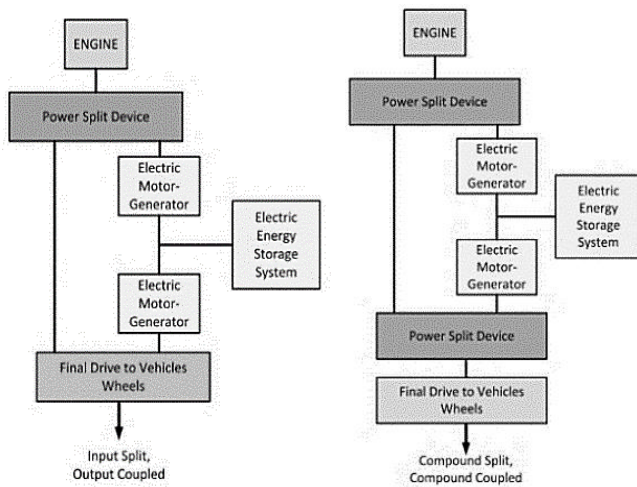 ENGINE
Power Split Device
Electric
Motor-
Generator
Electric
Energy
Storage
System
Electric
Motor-
Generator
Final Drive to Vehicles
Wheels
Input Split,
Output Coupled
ENGINE
Power Split Device
Electric
Motor-
Generator
Electric
Energy
Storage
System
Electric
Motor-
Generator
Power Split Device
Final Drive to Vehicles
Wheels
Compound Split,
Compound Coupled